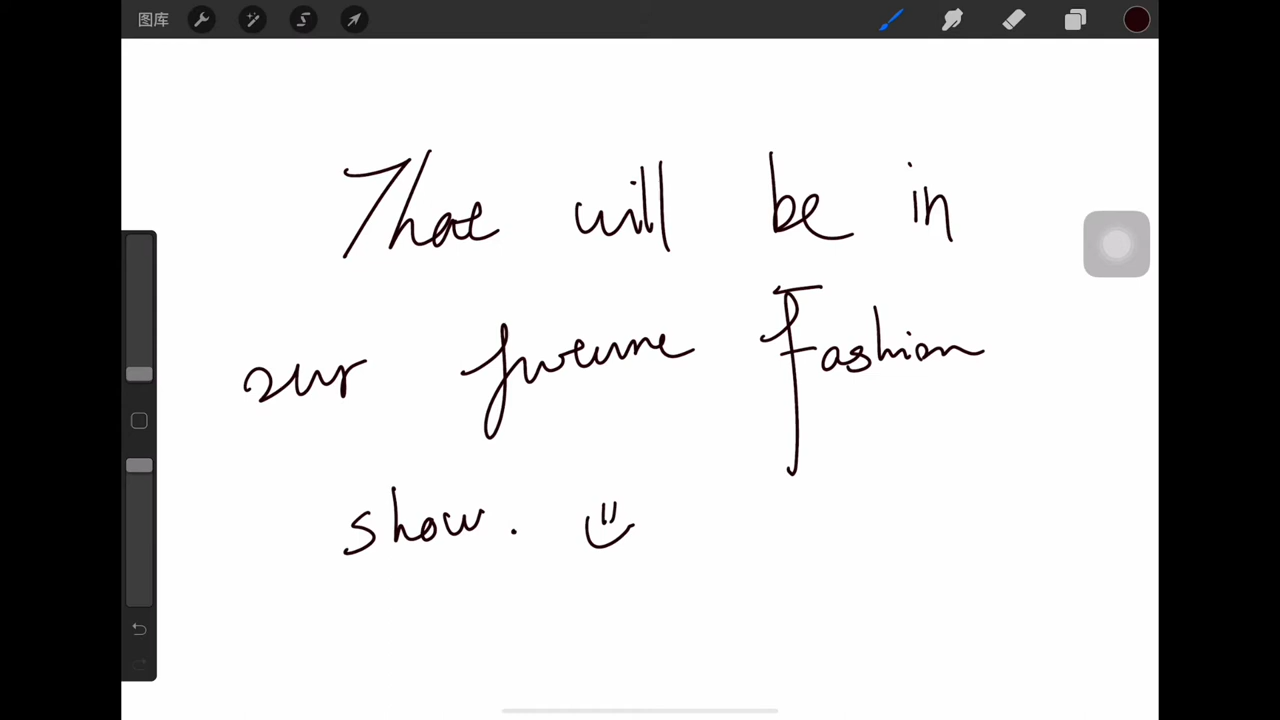 图库
That will be in
our future Fashion
show. :)